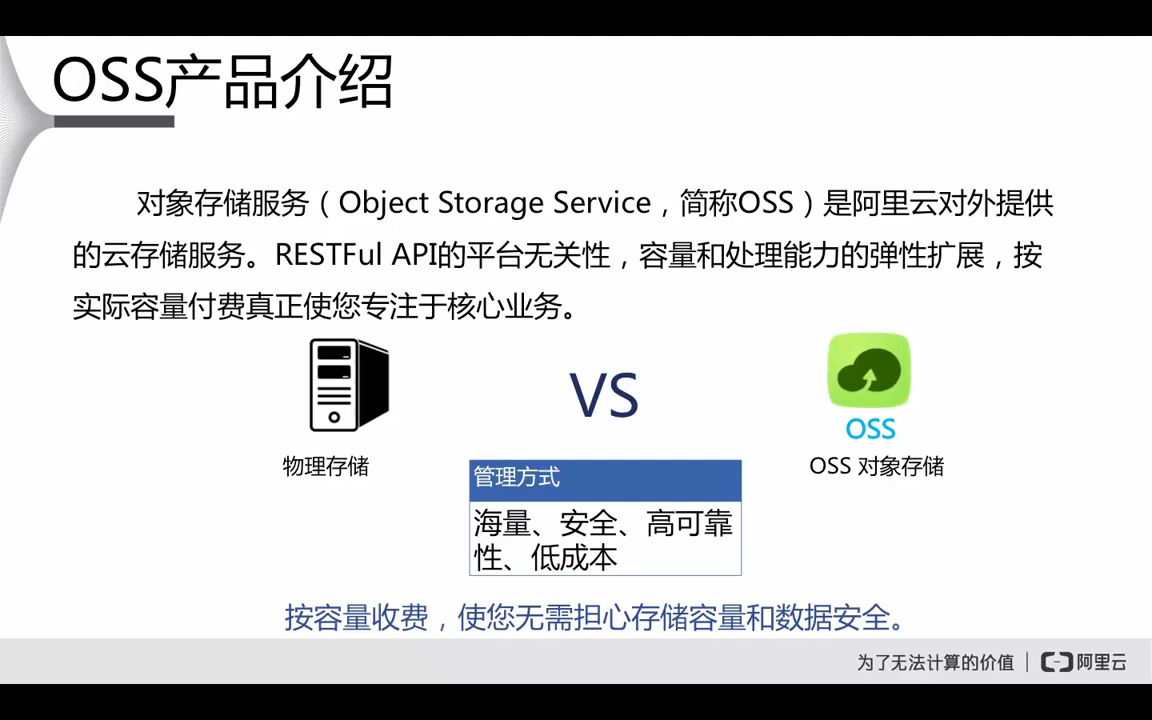 OSS产品介绍
对象存储服务（Object Storage Service，简称OSS）是阿里云对外提供
的云存储服务。RESTFul API的平台无关性，容量和处理能力的弹性扩展，按
实际容量付费真正使您专注于核心业务。
VS
OSS
物理存储
OSS 对象存储
管理方式
海量、安全、高可靠
性、低成本
按容量收费，使您无需担心存储容量和数据安全。
为了无法计算的价值 | 阿里云